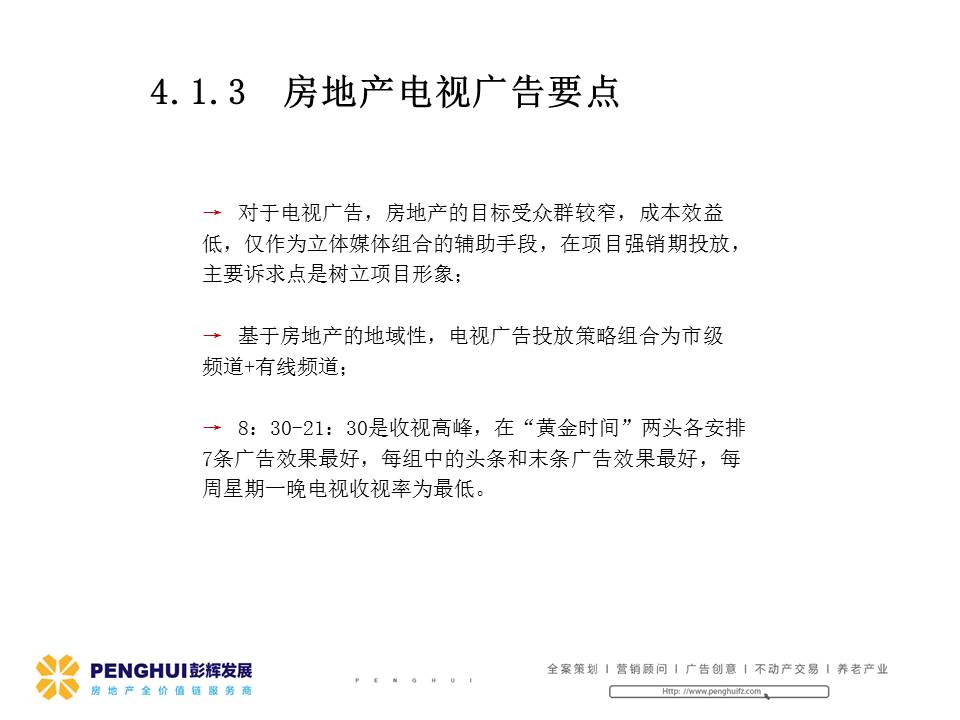 4.1.3 房地产电视广告要点
→ 对于电视广告，房地产的目标受众群较窄，成本效益
低，仅作为立体媒体组合的辅助手段，在项目强销期投放，
主要诉求点是树立项目形象；
→ 基于房地产的地域性，电视广告投放策略组合为市级
频道+有线频道；
→ 8：30-21：30是收视高峰，在“黄金时间”两头各安排
7条广告效果最好，每组中的头条和末条广告效果最好，每
周星期一晚电视收视率为最低。
PENGHUI彭辉发展
房地产全价值链服务商
PENGHUI
全案策划 | 营销顾问 | 广告创意 | 不动产交易 | 养老产业
Http: //www.penghuifz.com